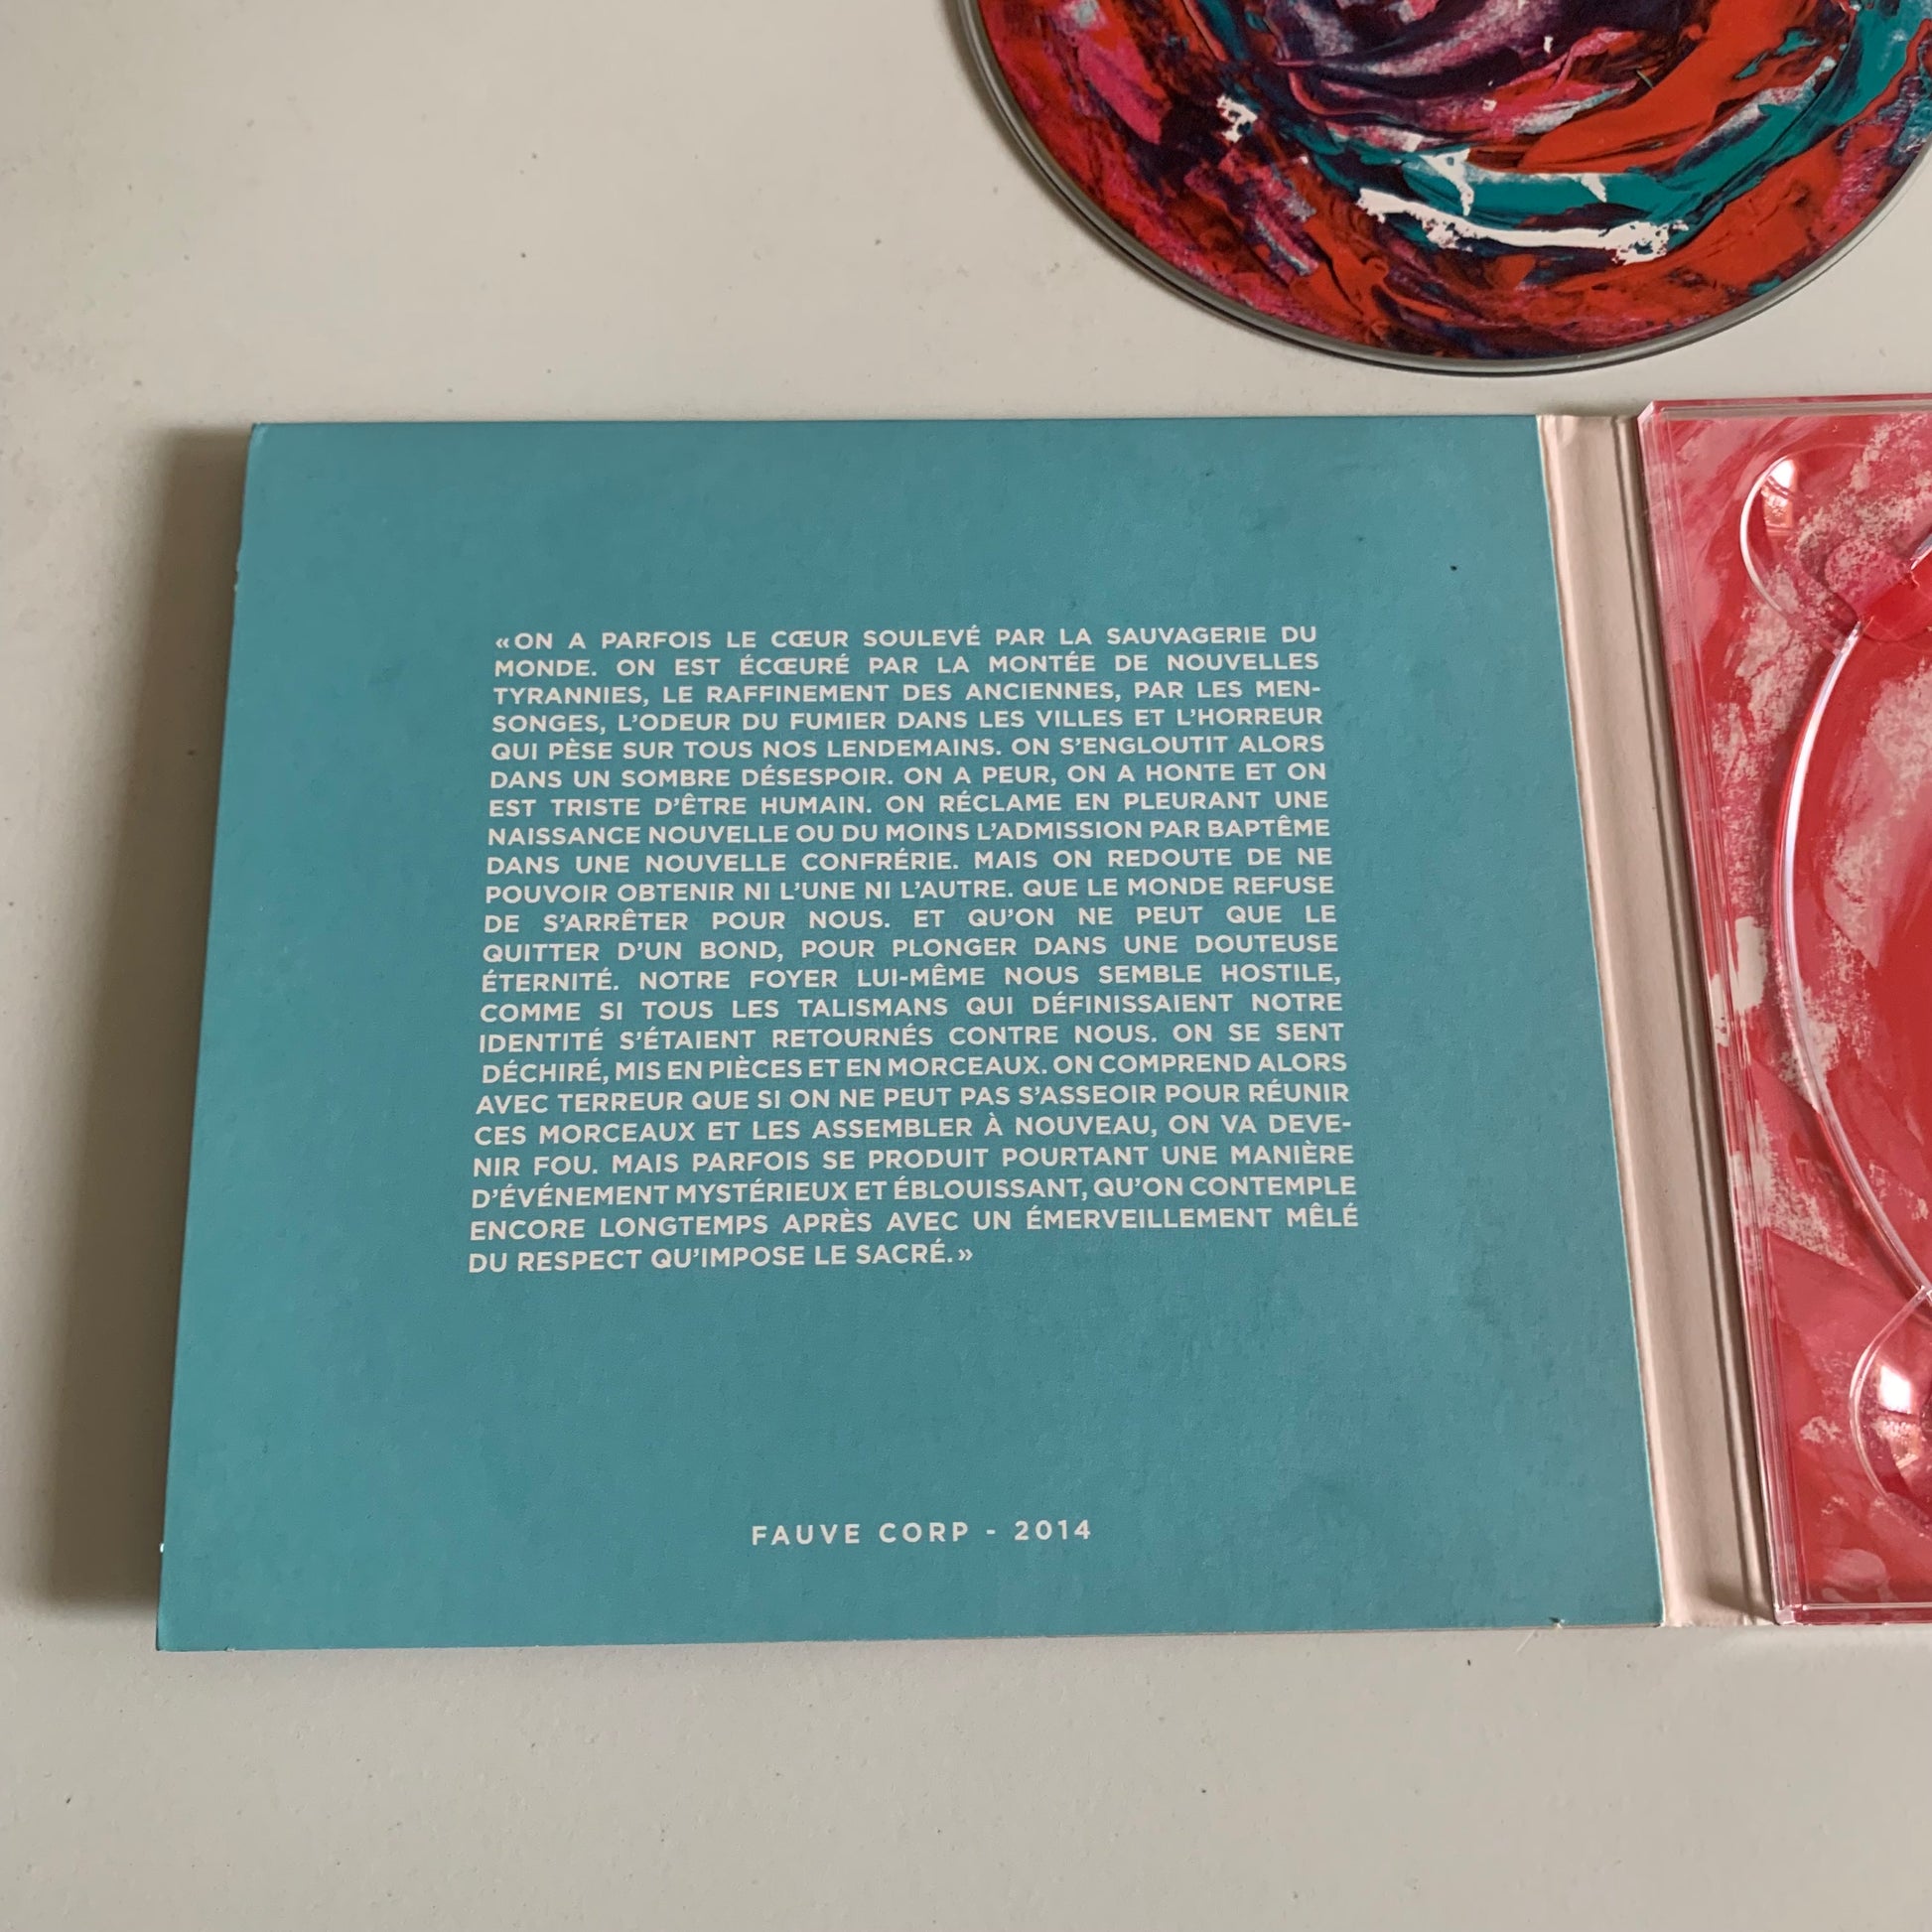 «ON A PARFOIS LE CŒUR SOULEVÉ PAR LA SAUVAGERIE DU
MONDE. ON EST ÉCŒURÉ PAR LA MONTÉE DE NOUVELLES
TYRANNIES, LE RAFFINEMENT DES ANCIENNES, PAR LES MEN-
SONGES, L'ODEUR DU FUMIER DANS LES VILLES ET L'HORREUR
QUI PÈSE SUR TOUS NOS LENDEMAINS. ON S'ENGLOUTIT ALORS
DANS UN SOMBRE DÉSESPOIR. ON A PEUR, ON A HONTE ET ON
EST TRISTE D'ÊTRE HUMAIN. ON RÉCLAME EN PLEURANT UNE
NAISSANCE NOUVELLE OU DU MOINS L'ADMISSION PAR BAPTÊME
DANS UNE NOUVELLE CONFRÉRIE. MAIS ON REDOUTE DE NE
POUVOIR OBTENIR NI L'UNE NI L'AUTRE. QUE LE MONDE REFUSE
DE S'ARRÊTER POUR NOUS. ET QU'ON NE PEUT QUE LE
QUITTER D'UN BOND, POUR PLONGER DANS UNE DOUTEUSE
ÉTERNITÉ. NOTRE FOYER LUI-MÊME NOUS SEMBLE HOSTILE,
COMME SI TOUS LES TALISMANS QUI DÉFINISSAIENT NOTRE
IDENTITÉ S'ÉTAIENT RETOURNÉS CONTRE NOUS. ON SE SENT
DÉCHIRÉ, MIS EN PIÈCES ET EN MORCEAUX. ON COMPREND ALORS
AVEC TERREUR QUE SI ON NE PEUT PAS S'ASSEOIR POUR RÉUNIR
CES MORCEAUX ET LES ASSEMBLER À NOUVEAU, ON VA DEVE-
NIR FOU. MAIS PARFOIS SE PRODUIT POURTANT UNE MANIÈRE
D'ÉVÉNEMENT MYSTÉRIEUX ET ÉBLOUISSANT, QU'ON CONTEMPLE
ENCORE LONGTEMPS APRÈS AVEC UN ÉMERVEILLEMENT MÊLÉ
DU RESPECT QU'IMPOSE LE SACRÉ.»
FAUVE CORP - 2014